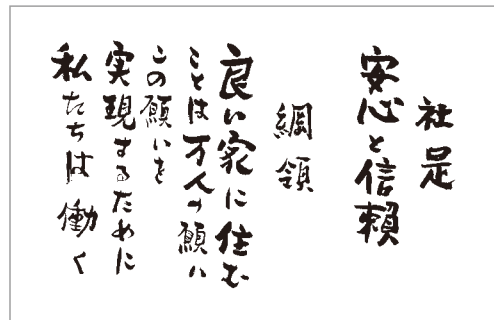 社是
安心と信頼
綱領
良い家に住む
ことは万人の願い
この願いを
実現するために
私たちは働く